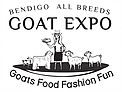 BENDIGO ALL BREEDS
GOAT EXPO
Goats Food Fashion Fun